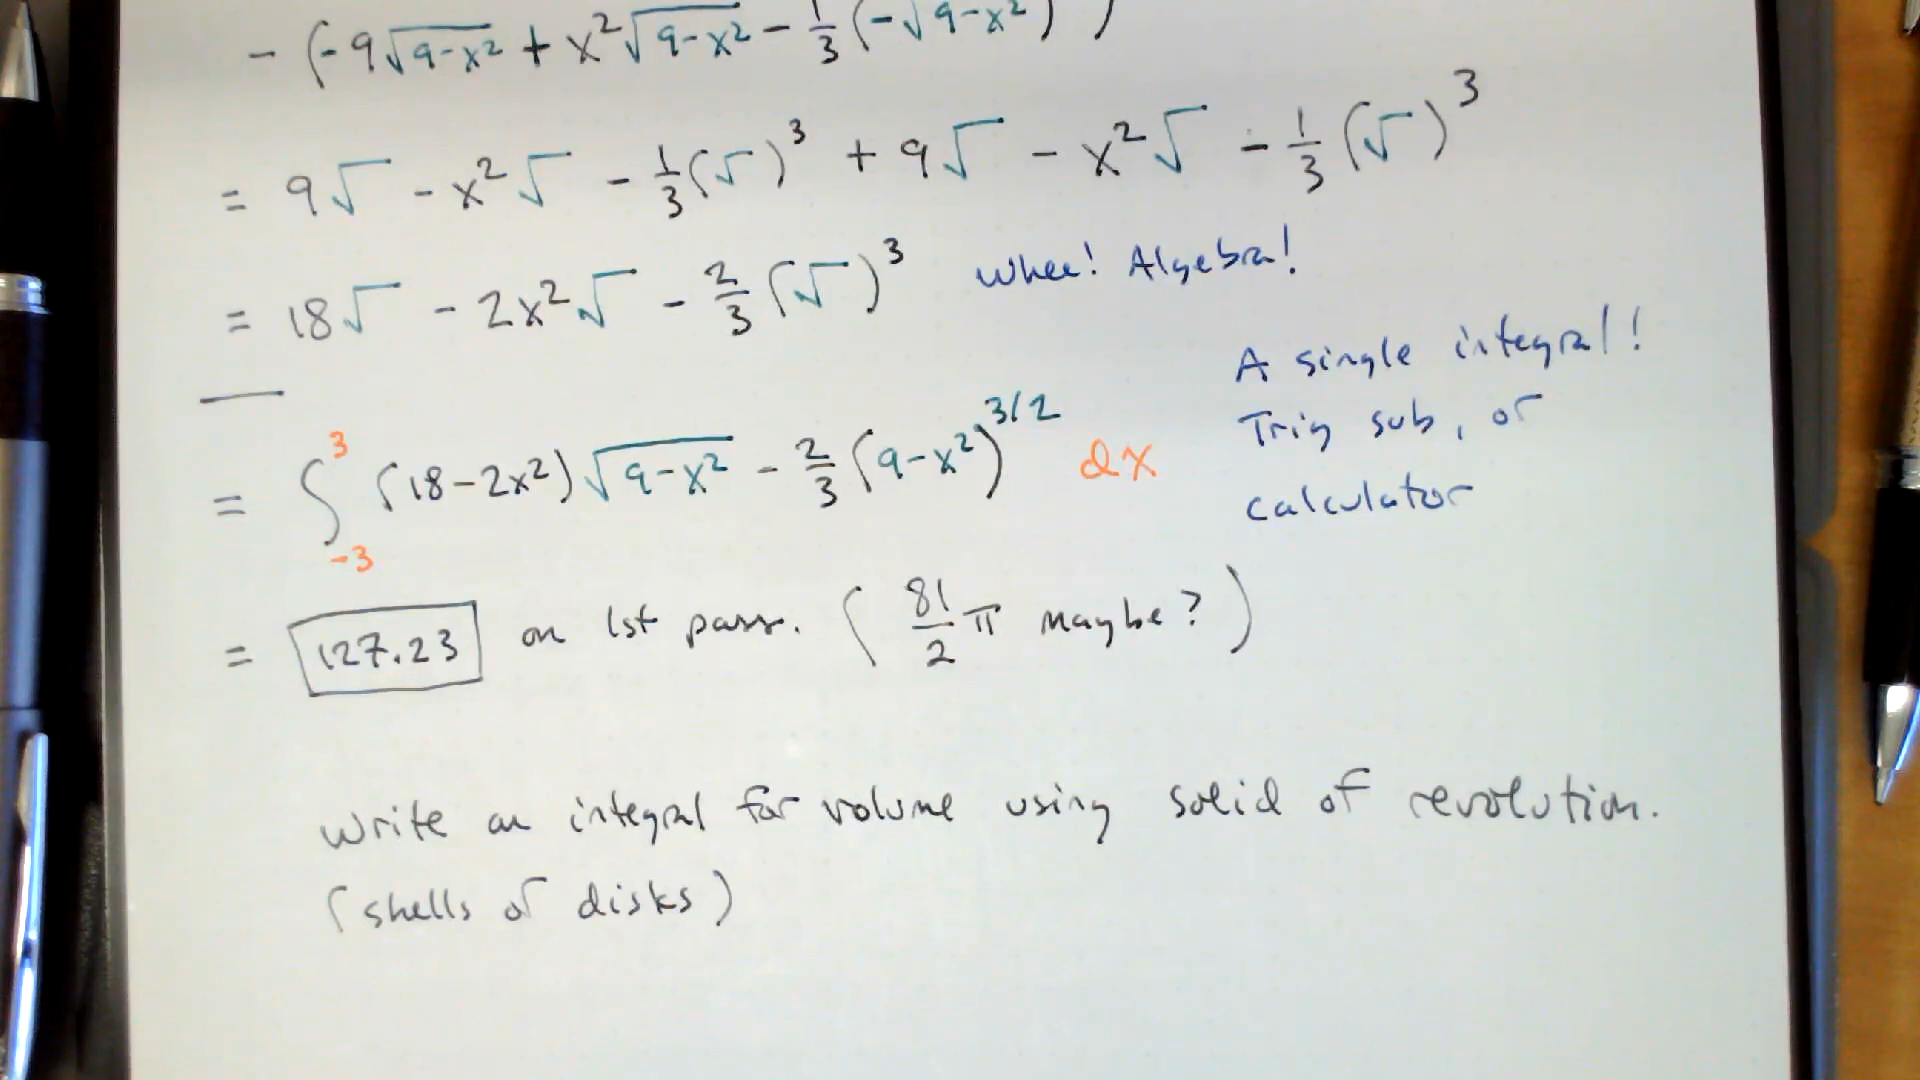 - (-9√(9-x²) + x²√(9-x²) - 1/3 (-√(9-x²) ) )
= 9√ - x²√ - 1/3 (√ )³ + 9√ - x²√ - 1/3 (√ )³
= 18√ - 2x²√ - 2/3 (√ )³ whee! Algebra!
= ∫_{-3}^{3} (18-2x²) √(9-x²) - 2/3 (9-x²)^{3/2} dx
A single integral!
Trig sub, or
calculator
= 127.23 on 1st pass. ( 81/2 π maybe? )
Write an integral for volume using solid of revolution.
(shells or disks)